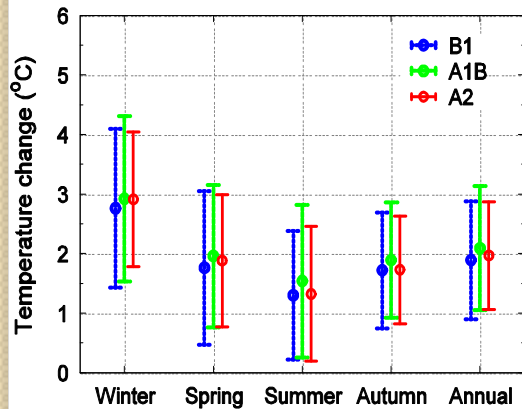 Temperature change (°C)
6
5
4
3
2
1
0
B1
A1B
A2
Winter Spring Summer Autumn Annual